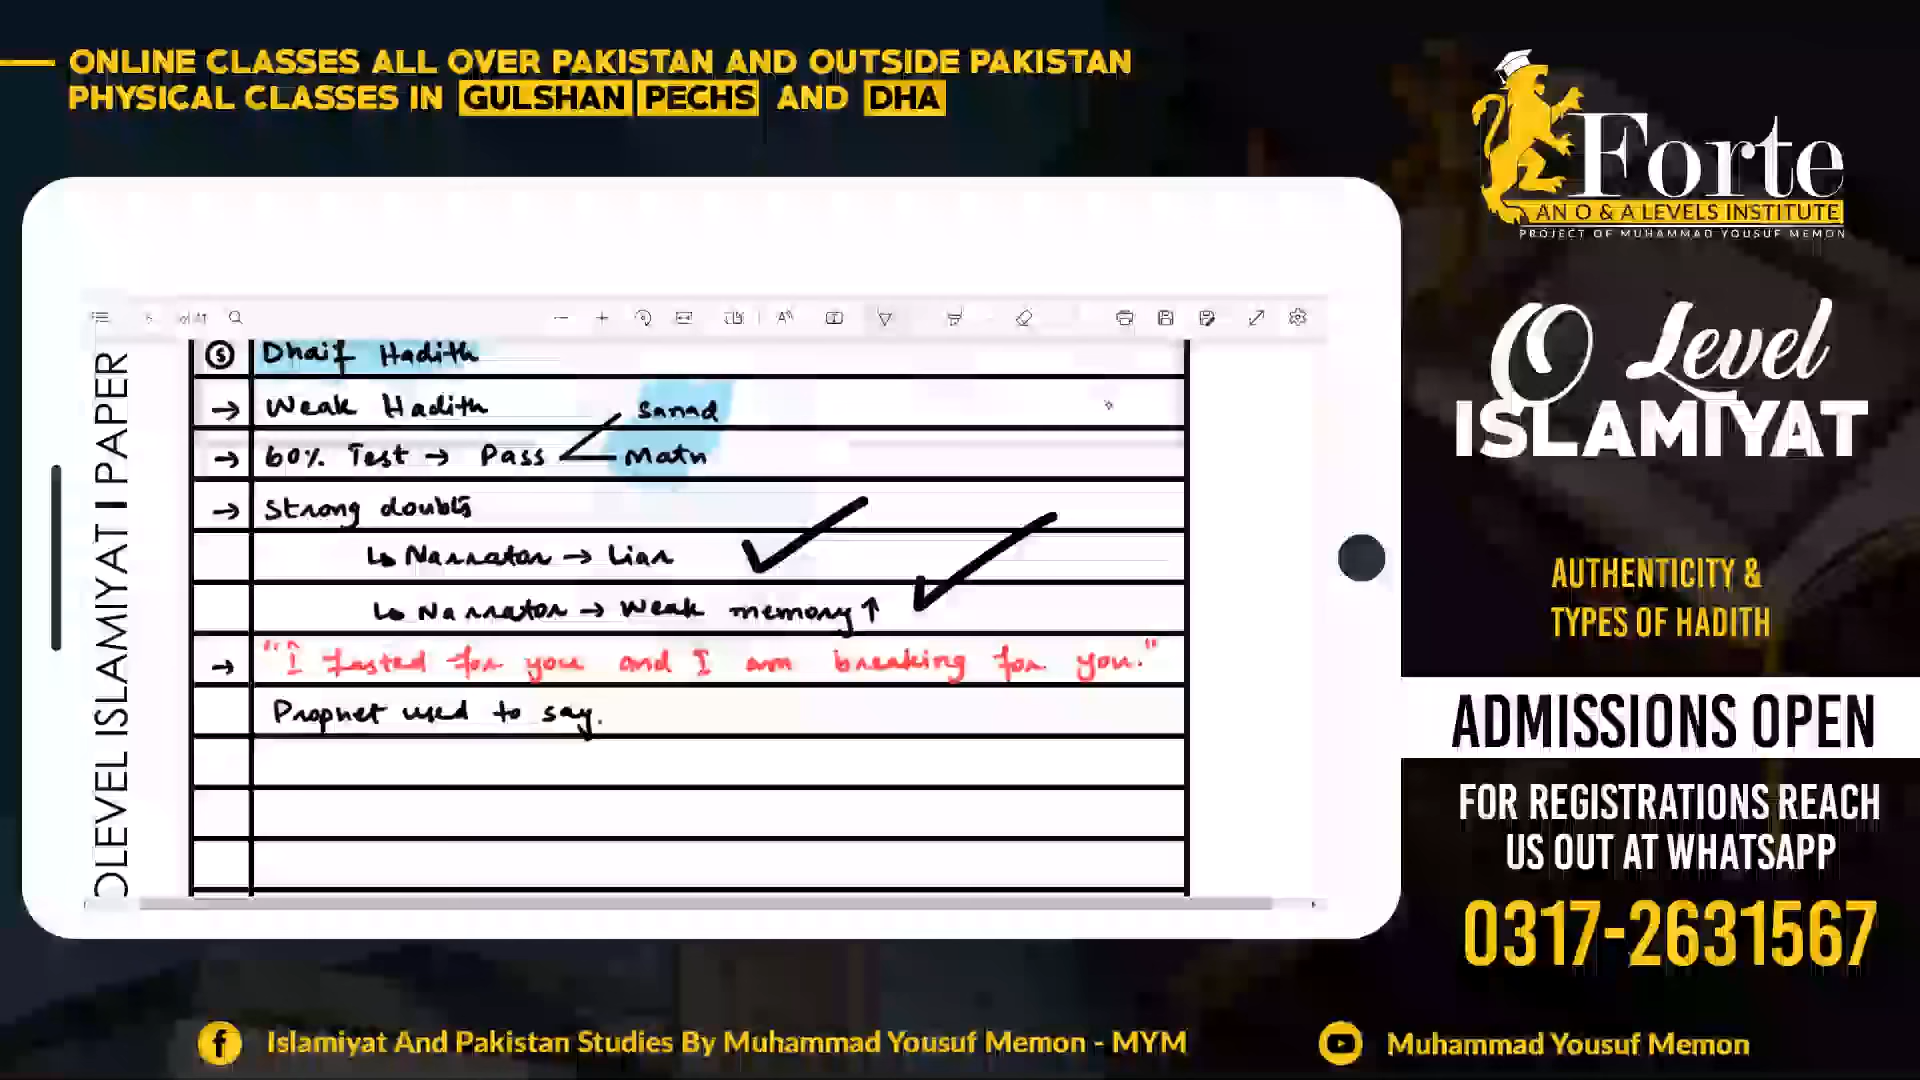 ONLINE CLASSES ALL OVER PAKISTAN AND OUTSIDE PAKISTAN
PHYSICAL CLASSES IN GULSHAN PECHS AND DHA
Forte
AN O & A LEVELS INSTITUTE
PROJECT OF MUHAMMAD YOUSUF MEMON
O Level
ISLAMIYAT
AUTHENTICITY &
TYPES OF HADITH
ADMISSIONS OPEN
FOR REGISTRATIONS REACH
US OUT AT WHATSAPP
0317-2631567
OLEVEL ISLAMIYAT I PAPER
5 Dhaif Hadith
→ Weak Hadith
Sanad
→ 60% Test → Pass
Matn
→ Strong doubts
↳ Narrator → Liar
↳ Narrator → Weak memory ↑
→ "I fasted for you and I am breaking for you."
Prophet used to say.
Islamiyat And Pakistan Studies By Muhammad Yousuf Memon - MYM
Muhammad Yousuf Memon